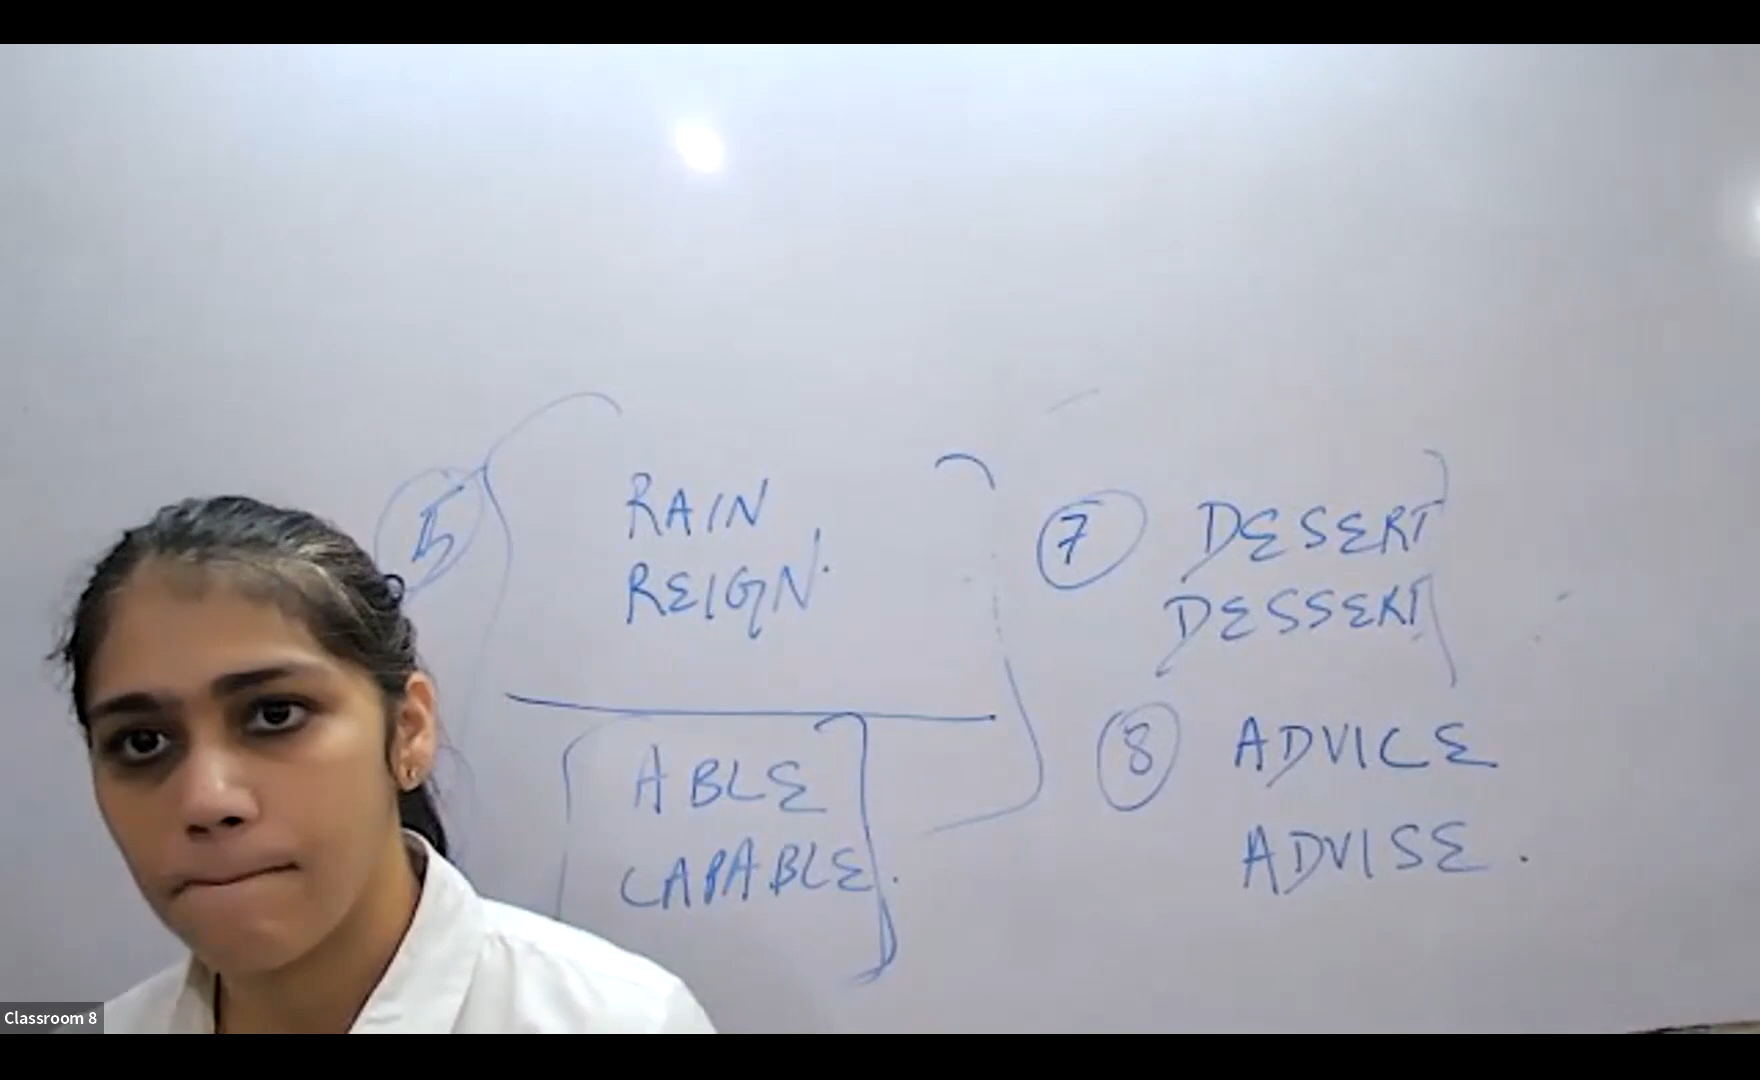 5
RAIN
REIGN.
ABLE
CAPABLE.
7 DESERT
DESSERT
8 ADVICE
ADVISE.
Classroom 8